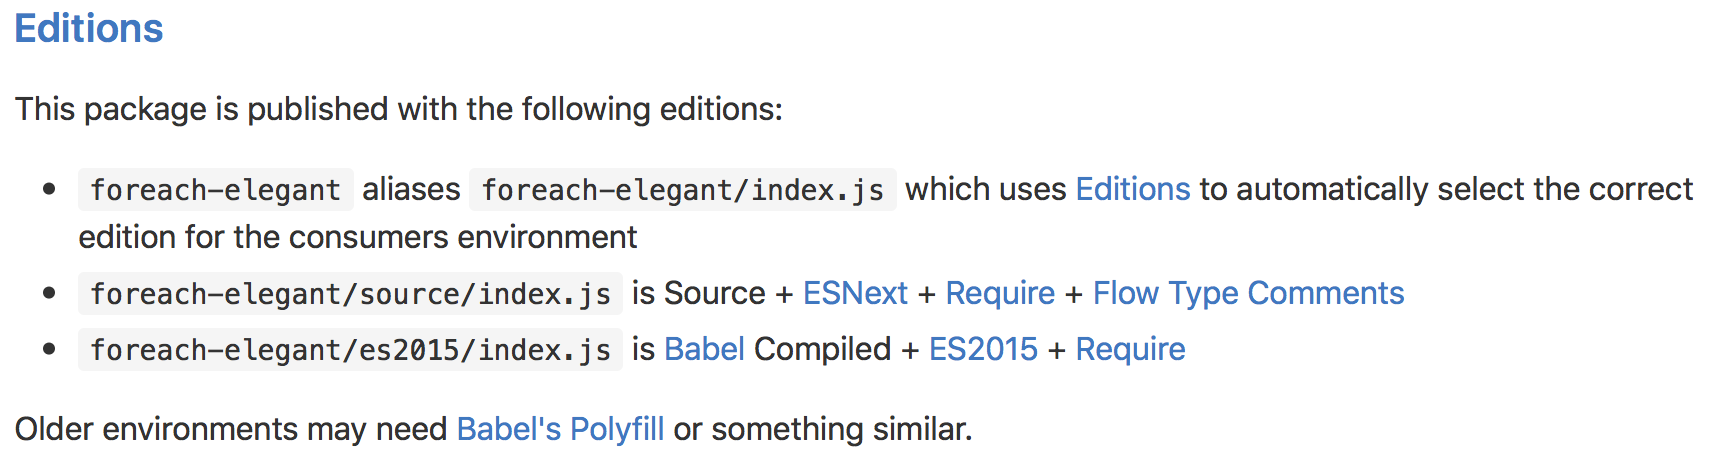 Editions
This package is published with the following editions:
foreach-elegant aliases foreach-elegant/index.js which uses Editions to automatically select the correct
edition for the consumers environment
foreach-elegant/source/index.js is Source + ESNext + Require + Flow Type Comments
foreach-elegant/es2015/index.js is Babel Compiled + ES2015 + Require
Older environments may need Babel's Polyfill or something similar.